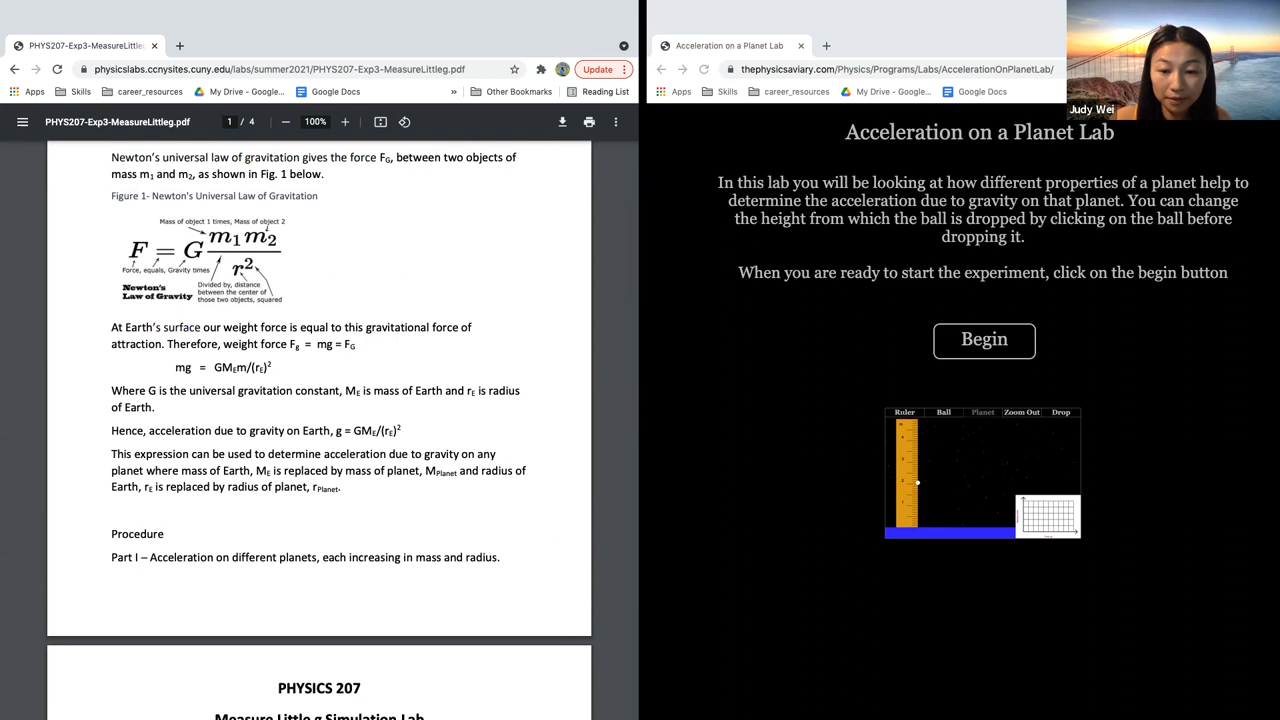 PHYS207-Exp3-MeasureLittleg
physicslabs.ccnysites.cuny.edu/labs/summer2021/PHYS207-Exp3-MeasureLittleg.pdf
Update
Apps Skills career_resources My Drive - Google... Google Docs » Other Bookmarks Reading List
PHYS207-Exp3-MeasureLittleg.pdf 1 / 4 100%
Newton's universal law of gravitation gives the force FG, between two objects of
mass m1 and m2, as shown in Fig. 1 below.
Figure 1- Newton's Universal Law of Gravitation
Mass of object 1 times, Mass of object 2
F = G m1 m2 / r²
Force, equals, Gravity times
Newton's
Law of Gravity
Divided by, distance
between the center of
those two objects, squared
At Earth's surface our weight force is equal to this gravitational force of
attraction. Therefore, weight force Fg = mg = FG
mg = GMEm/(rE)²
Where G is the universal gravitation constant, ME is mass of Earth and rE is radius
of Earth.
Hence, acceleration due to gravity on Earth, g = GME/(rE)²
This expression can be used to determine acceleration due to gravity on any
planet where mass of Earth, ME is replaced by mass of planet, MPlanet and radius of
Earth, rE is replaced by radius of planet, rPlanet.
Procedure
Part I – Acceleration on different planets, each increasing in mass and radius.
PHYSICS 207
Measure Little g Simulation Lab
Acceleration on a Planet Lab
thephysicsaviary.com/Physics/Programs/Labs/AccelerationOnPlanetLab/
Apps Skills career_resources My Drive - Google... Google Docs
Judy Wei
Acceleration on a Planet Lab
In this lab you will be looking at how different properties of a planet help to
determine the acceleration due to gravity on that planet. You can change
the height from which the ball is dropped by clicking on the ball before
dropping it.
When you are ready to start the experiment, click on the begin button
Begin
Ruler Ball Planet Zoom Out Drop